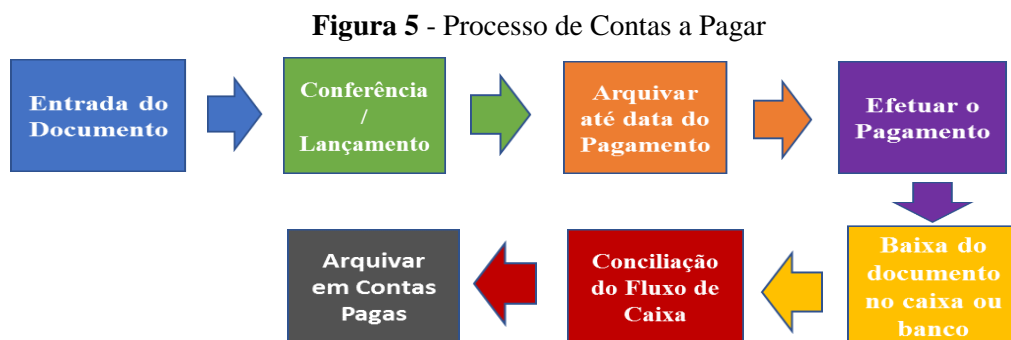 Figura 5 - Processo de Contas a Pagar
Entrada do
Documento
Conferência
/
Lançamento
Arquivar
até data do
Pagamento
Efetuar o
Pagamento
Baixa do
documento
no caixa ou
banco
Conciliação
do Fluxo de
Caixa
Arquivar
em Contas
Pagas